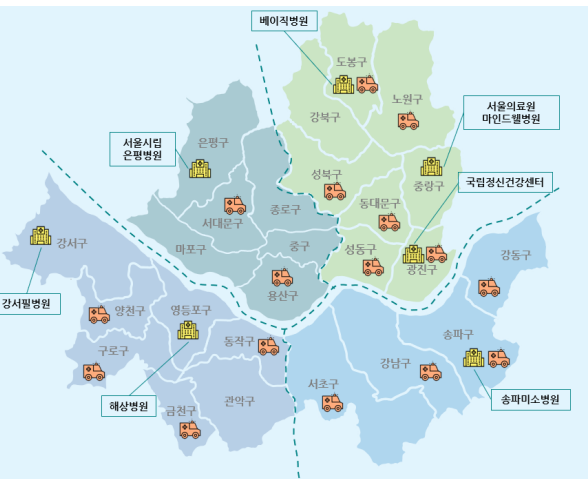 베이직병원
도봉구
노원구
강북구
서울의료원
마인드웰병원
은평구
서울시립
은평병원
성북구
중랑구
국립정신건강센터
동대문구
종로구
서대문구
강서구
마포구
중구
성동구
광진구
강동구
용산구
강서필병원
양천구
영등포구
송파구
동작구
구로구
강남구
서초구
해상병원
금천구
관악구
송파미소병원